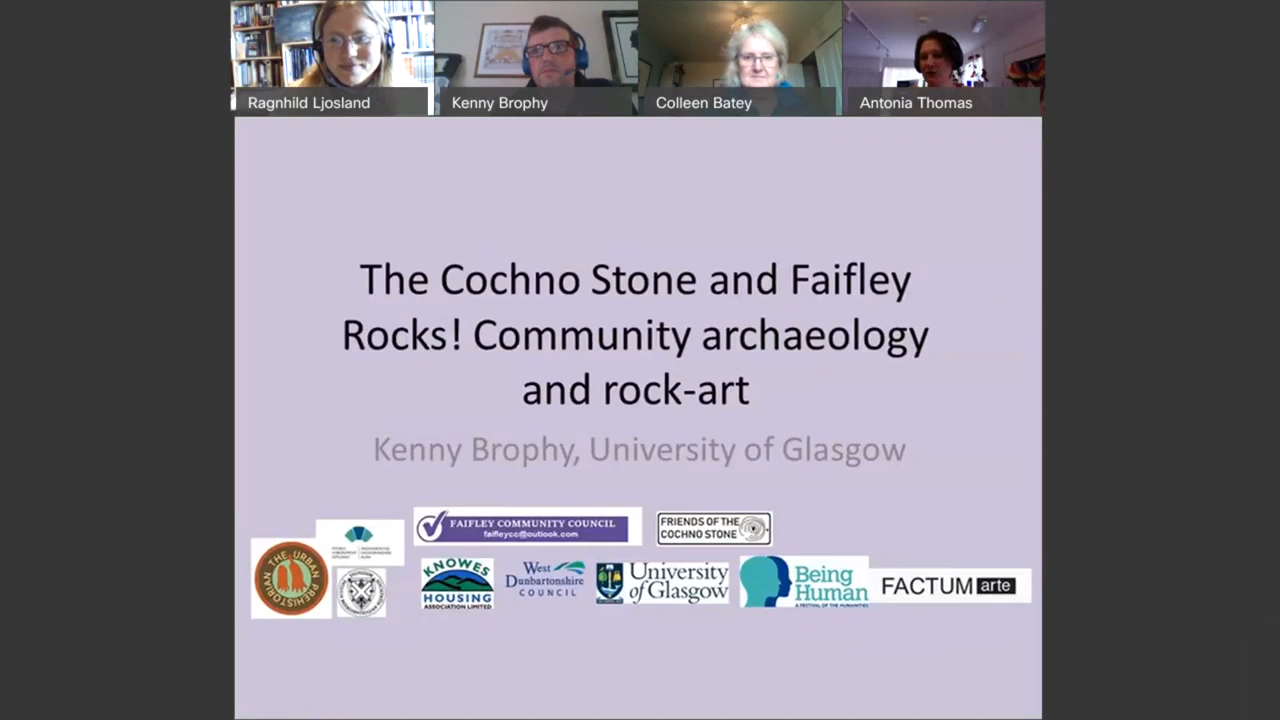 Ragnhild Ljosland
Kenny Brophy
Colleen Batey
Antonia Thomas
The Cochno Stone and Faifley
Rocks! Community archaeology
and rock-art
Kenny Brophy, University of Glasgow
FAIFLEY COMMUNITY COUNCIL
faifleycc@outlook.com
FRIENDS OF THE
COCHNO STONE
THE URBAN PREHISTORIAN
KNOWES
HOUSING
ASSOCIATION LIMITED
West
Dunbartonshire
COUNCIL
University
of Glasgow
Being
Human
A FESTIVAL OF THE HUMANITIES
FACTUM arte